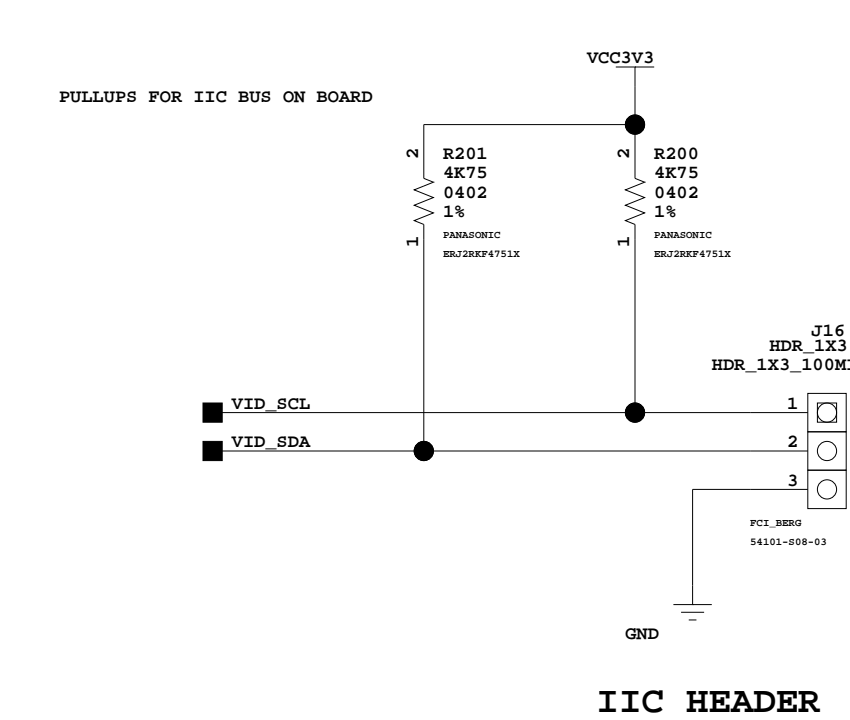 VCC3V3
PULLUPS FOR IIC BUS ON BOARD
2
R201
4K75
0402
1%
PANASONIC
1
ERJ2RKF4751X
2
R200
4K75
0402
1%
PANASONIC
1
ERJ2RKF4751X
J16
HDR_1X3
HDR_1X3_100MI
VID_SCL
1
VID_SDA
2
3
FCI_BERG
54101-S08-03
GND
IIC HEADER